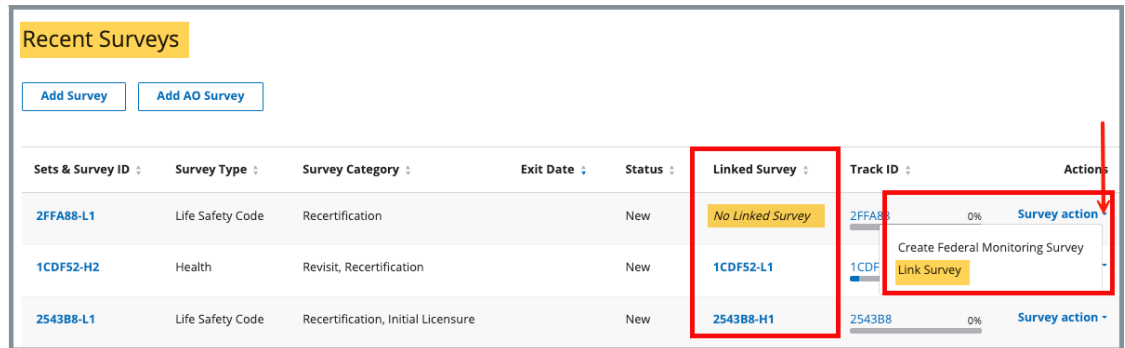 Recent Surveys
Add Survey Add AO Survey
Sets & Survey ID Survey Type Survey Category Exit Date Status Linked Survey Track ID Actions
2FFA88-L1 Life Safety Code Recertification New No Linked Survey 2FFA88 0% Survey action
Create Federal Monitoring Survey
1CDF52-H2 Health Revisit, Recertification New 1CDF52-L1 1CDF Link Survey
2543B8-L1 Life Safety Code Recertification, Initial Licensure New 2543B8-H1 2543B8 0% Survey action